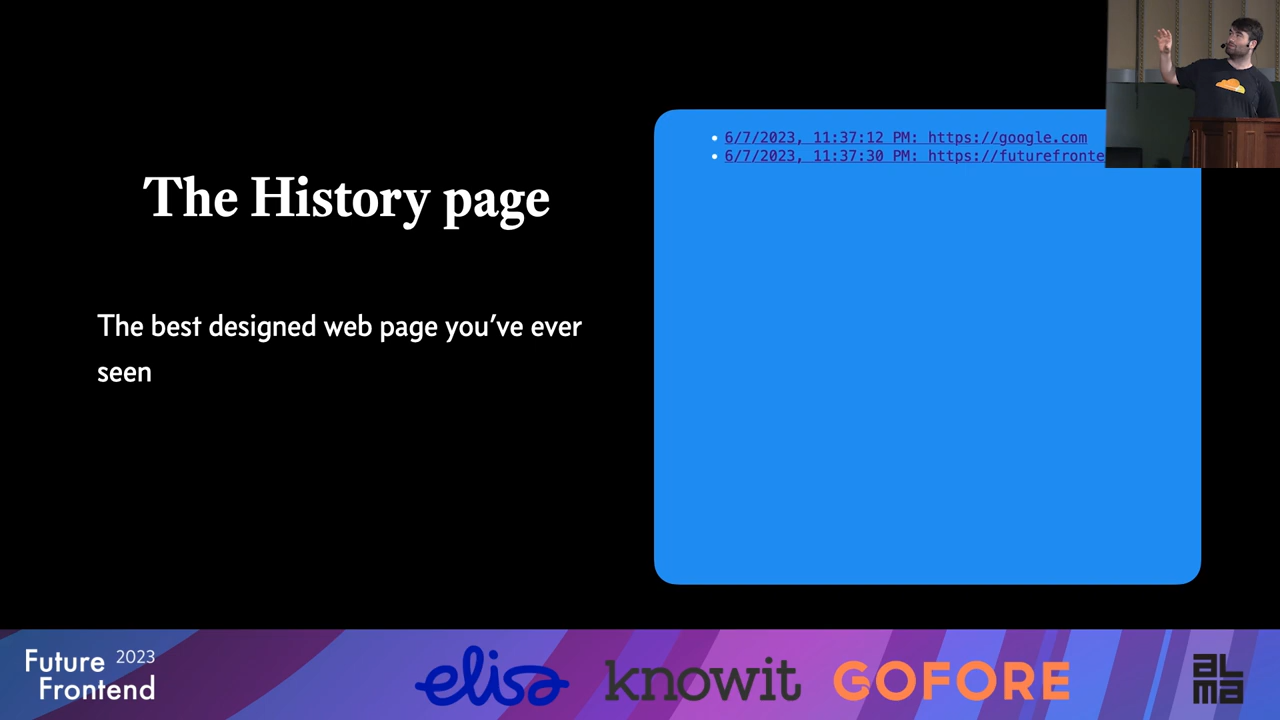 The History page
The best designed web page you've ever
seen
6/7/2023, 11:37:12 PM: https://google.com
6/7/2023, 11:37:30 PM: https://futurefronte
Future 2023
Frontend
elisa
knowit
GOFORE
aLma